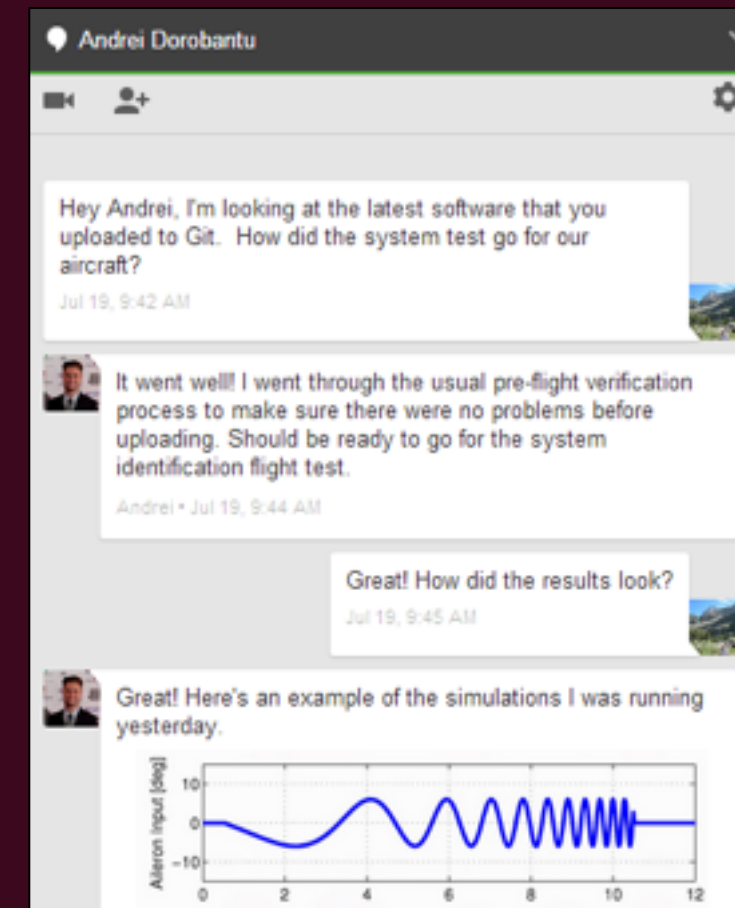 Andrei Dorobantu
Hey Andrei, I'm looking at the latest software that you
uploaded to Git.  How did the system test go for our
aircraft?
Jul 19, 9:42 AM
It went well! I went through the usual pre-flight verification
process to make sure there were no problems before
uploading. Should be ready to go for the system
identification flight test.
Andrei • Jul 19, 9:44 AM
Great! How did the results look?
Jul 19, 9:45 AM
Great! Here's an example of the simulations I was running
yesterday.
Aileron Input [deg]
10
0
-10
0 2 4 6 8 10 12